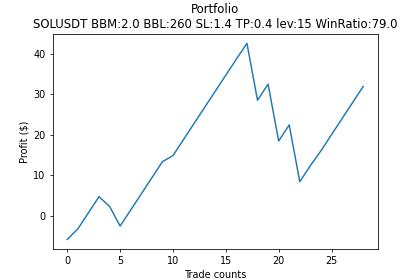 Portfolio
SOLUSDT BBM:2.0 BBL:260 SL:1.4 TP:0.4 lev:15 WinRatio:79.0
40
30
20
10
0
Profit ($)
0 5 10 15 20 25
Trade counts